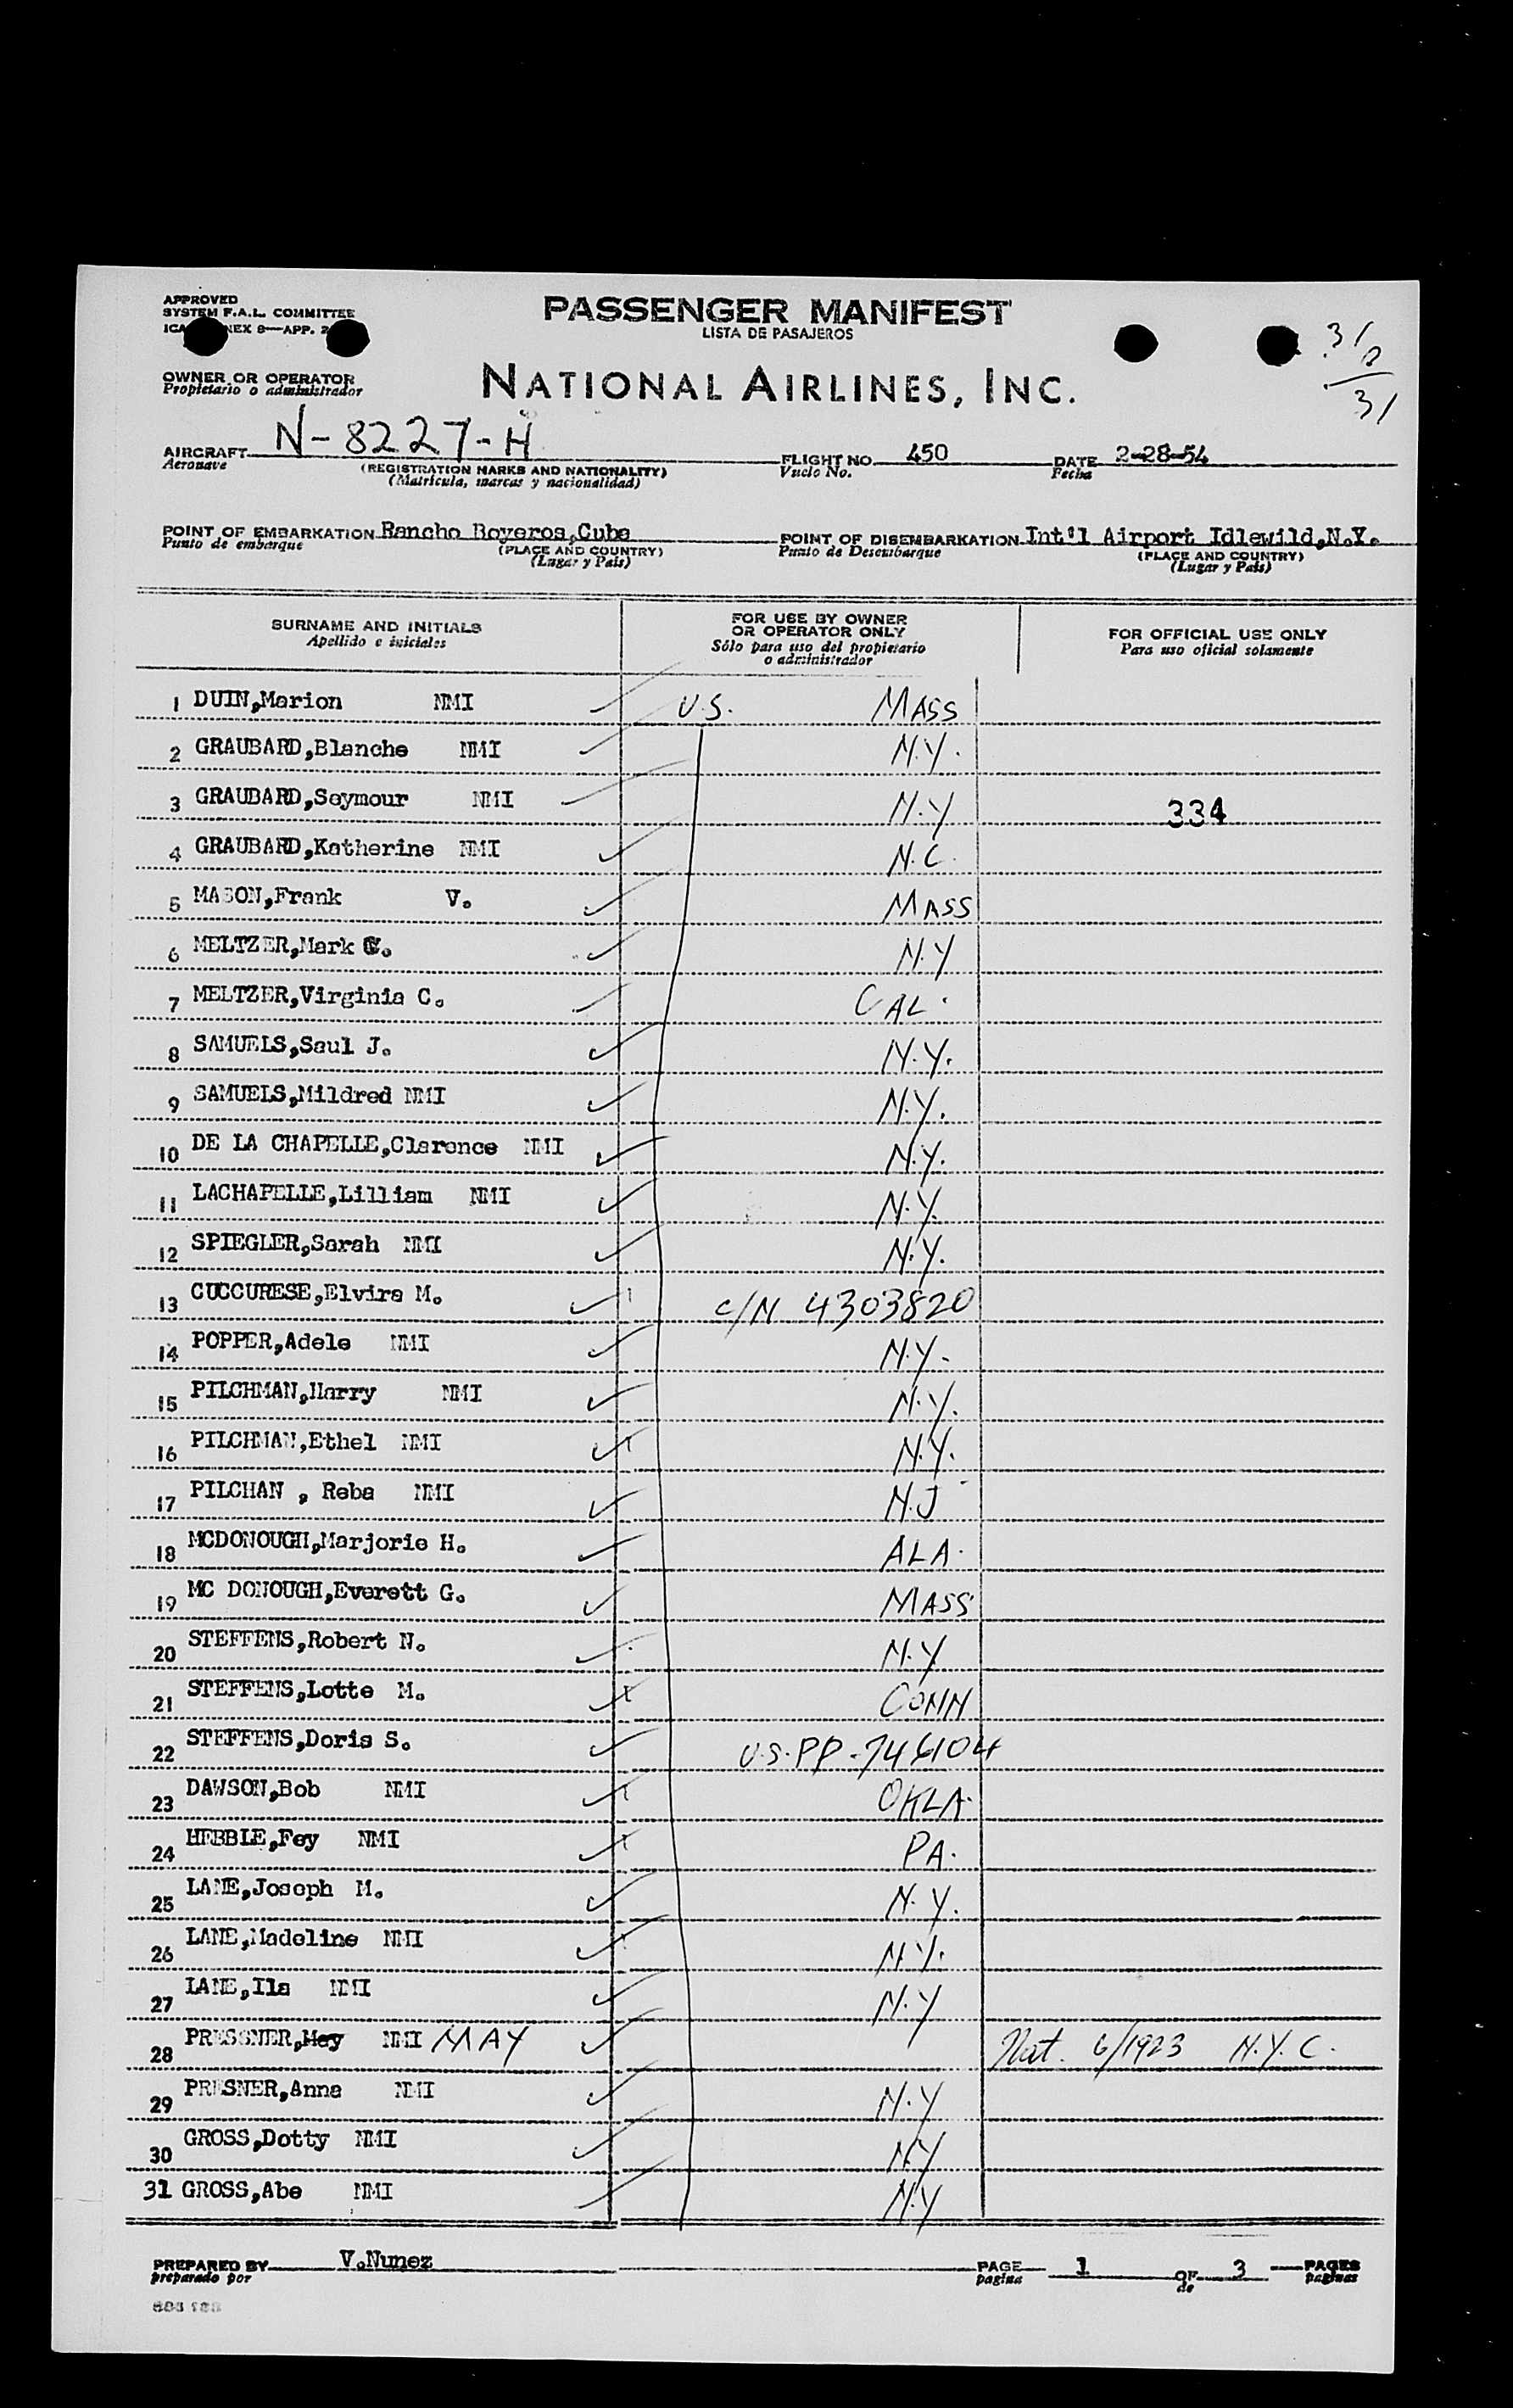 APPROVED
SYSTEM F.A.L. COMMITTEE
NEX 9—APP. 2
PASSENGER MANIFEST
LISTA DE PASAJEROS
OWNER OR OPERATOR
Propietario o administrador
NATIONAL AIRLINES, INC.
31
0
31
AIRCRAFT N-8227-H
Aeronave
(REGISTRATION MARKS AND NATIONALITY)
(Matrícula, marcas y nacionalidad)
FLIGHT NO. 450
Vuelo No.
DATE 2-28-54
Fecha
POINT OF EMBARKATION Rancho Boyeros,Cuba
Punto de embarque
(PLACE AND COUNTRY)
(Lugar y País)
POINT OF DISEMBARKATION Int'l Airport Idlewild,N.Y.
Punto de Desembarque
(PLACE AND COUNTRY)
(Lugar y País)
SURNAME AND INITIALS
Apellido e iniciales
FOR USE BY OWNER
OR OPERATOR ONLY
Sólo para uso del propietario
o administrador
FOR OFFICIAL USE ONLY
Para uso oficial solamente
1 DUIN,Marion NMI U.S. MASS
2 GRAUBARD,Blanche NMI N.Y.
3 GRAUBARD,Seymour NMI N.Y 334
4 GRAUBARD,Katherine NMI N.C.
5 MASON,Frank V. MASS
6 MELTZER,Mark N.Y
7 MELTZER,Virginia C. CAL.
8 SAMUELS,Saul J. N.Y.
9 SAMUELS,Mildred NMI N.Y.
10 DE LA CHAPELLE,Clarence NMI N.Y.
11 LACHAPELLE,Lilliam NMI N.Y.
12 SPIEGLER,Sarah NMI N.Y.
13 CUCCURESE,Elvira M. C/N 4303820
14 POPPER,Adele NMI N.Y.
15 PILCHMAN,Harry NMI N.Y.
16 PILCHMAN,Ethel NMI N.Y.
17 PILCHAN , Reba NMI N.J
18 MCDONOUGH,Marjorie H. ALA.
19 MC DONOUGH,Everett G. MASS
20 STEFFENS,Robert N. N.Y
21 STEFFENS,Lotte M. CONN
22 STEFFENS,Doris S. U.S.PP-746104
23 DAWSON,Bob NMI OKLA.
24 HEBBLE,Fey NMI PA.
25 LANE,Joseph M. N.Y.
26 LANE,Madeline NMI N.Y.
27 LANE,Ila NMI N.Y
28 PRESSNER,Mey NMI MAY Nat. 6/1923 N.Y.C.
29 PRESNER,Anna NMI N.Y
30 GROSS,Dotty NMI N.Y
31 GROSS,Abe NMI N.Y
PREPARED BY V.Nunez
preparado por
PAGE 1 OF 3 PAGES
pagina de paginas